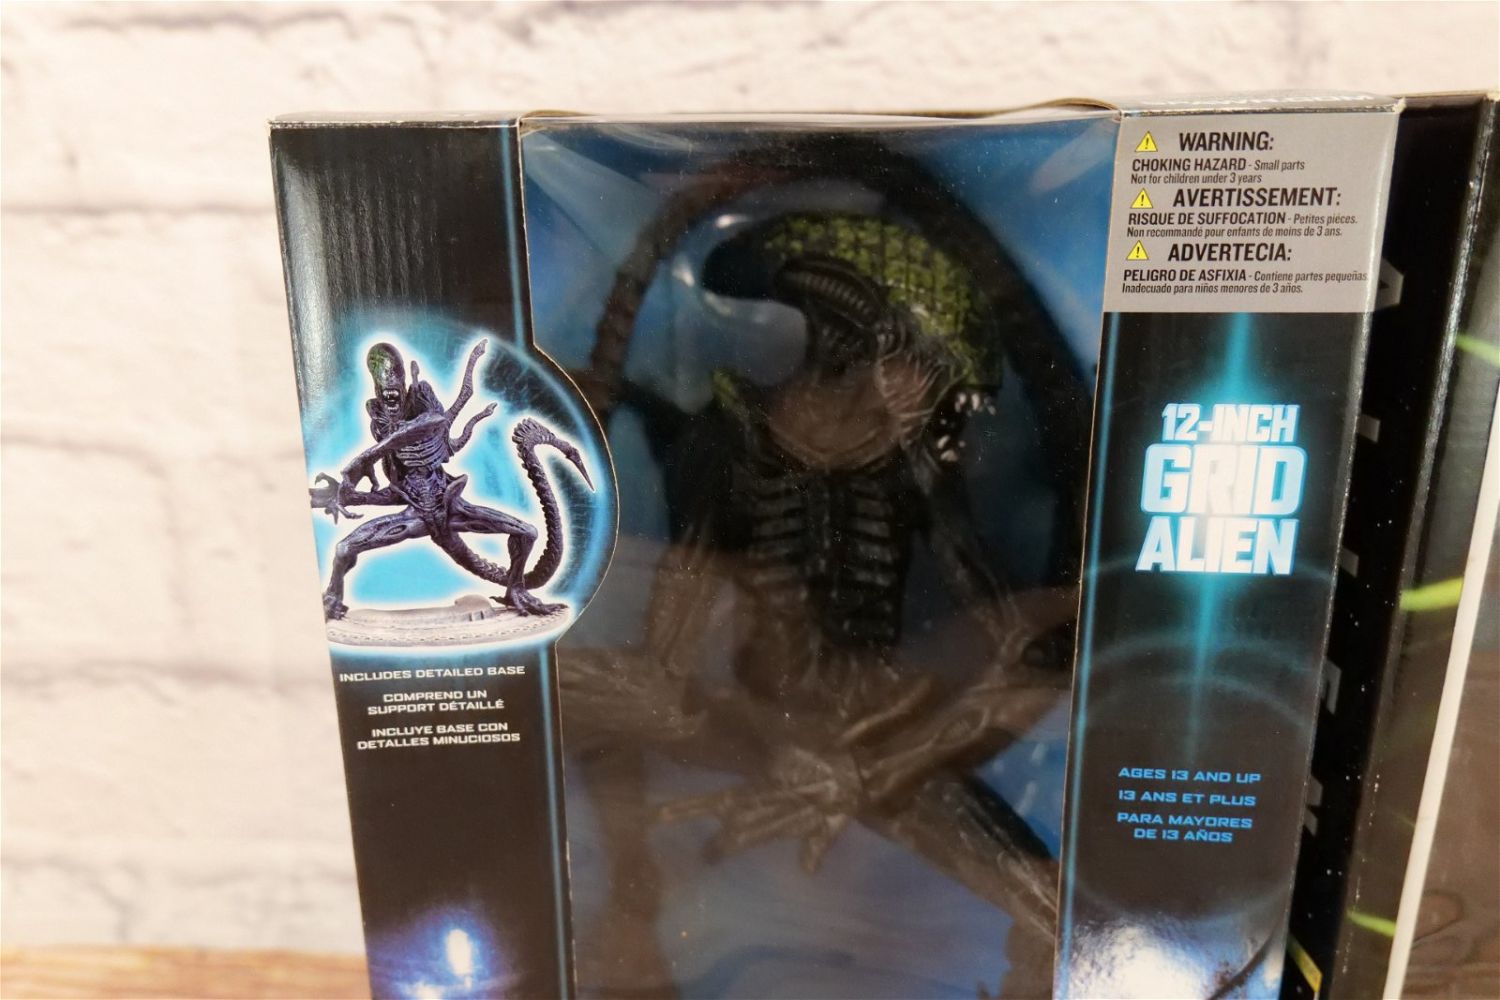 WARNING:
CHOKING HAZARD - Small parts
Not for children under 3 years
AVERTISSEMENT:
RISQUE DE SUFFOCATION - Petites pièces.
Non recommandé pour enfants de moins de 3 ans.
ADVERTECIA:
PELIGRO DE ASFIXIA - Contiene partes pequeñas.
Inadecuado para niños menores de 3 años.
12-INCH
GRID
ALIEN
INCLUDES DETAILED BASE
COMPREND UN
SUPPORT DÉTAILLÉ
INCLUYE BASE CON
DETALLES MINUCIOSOS
AGES 13 AND UP
13 ANS ET PLUS
PARA MAYORES
DE 13 AÑOS